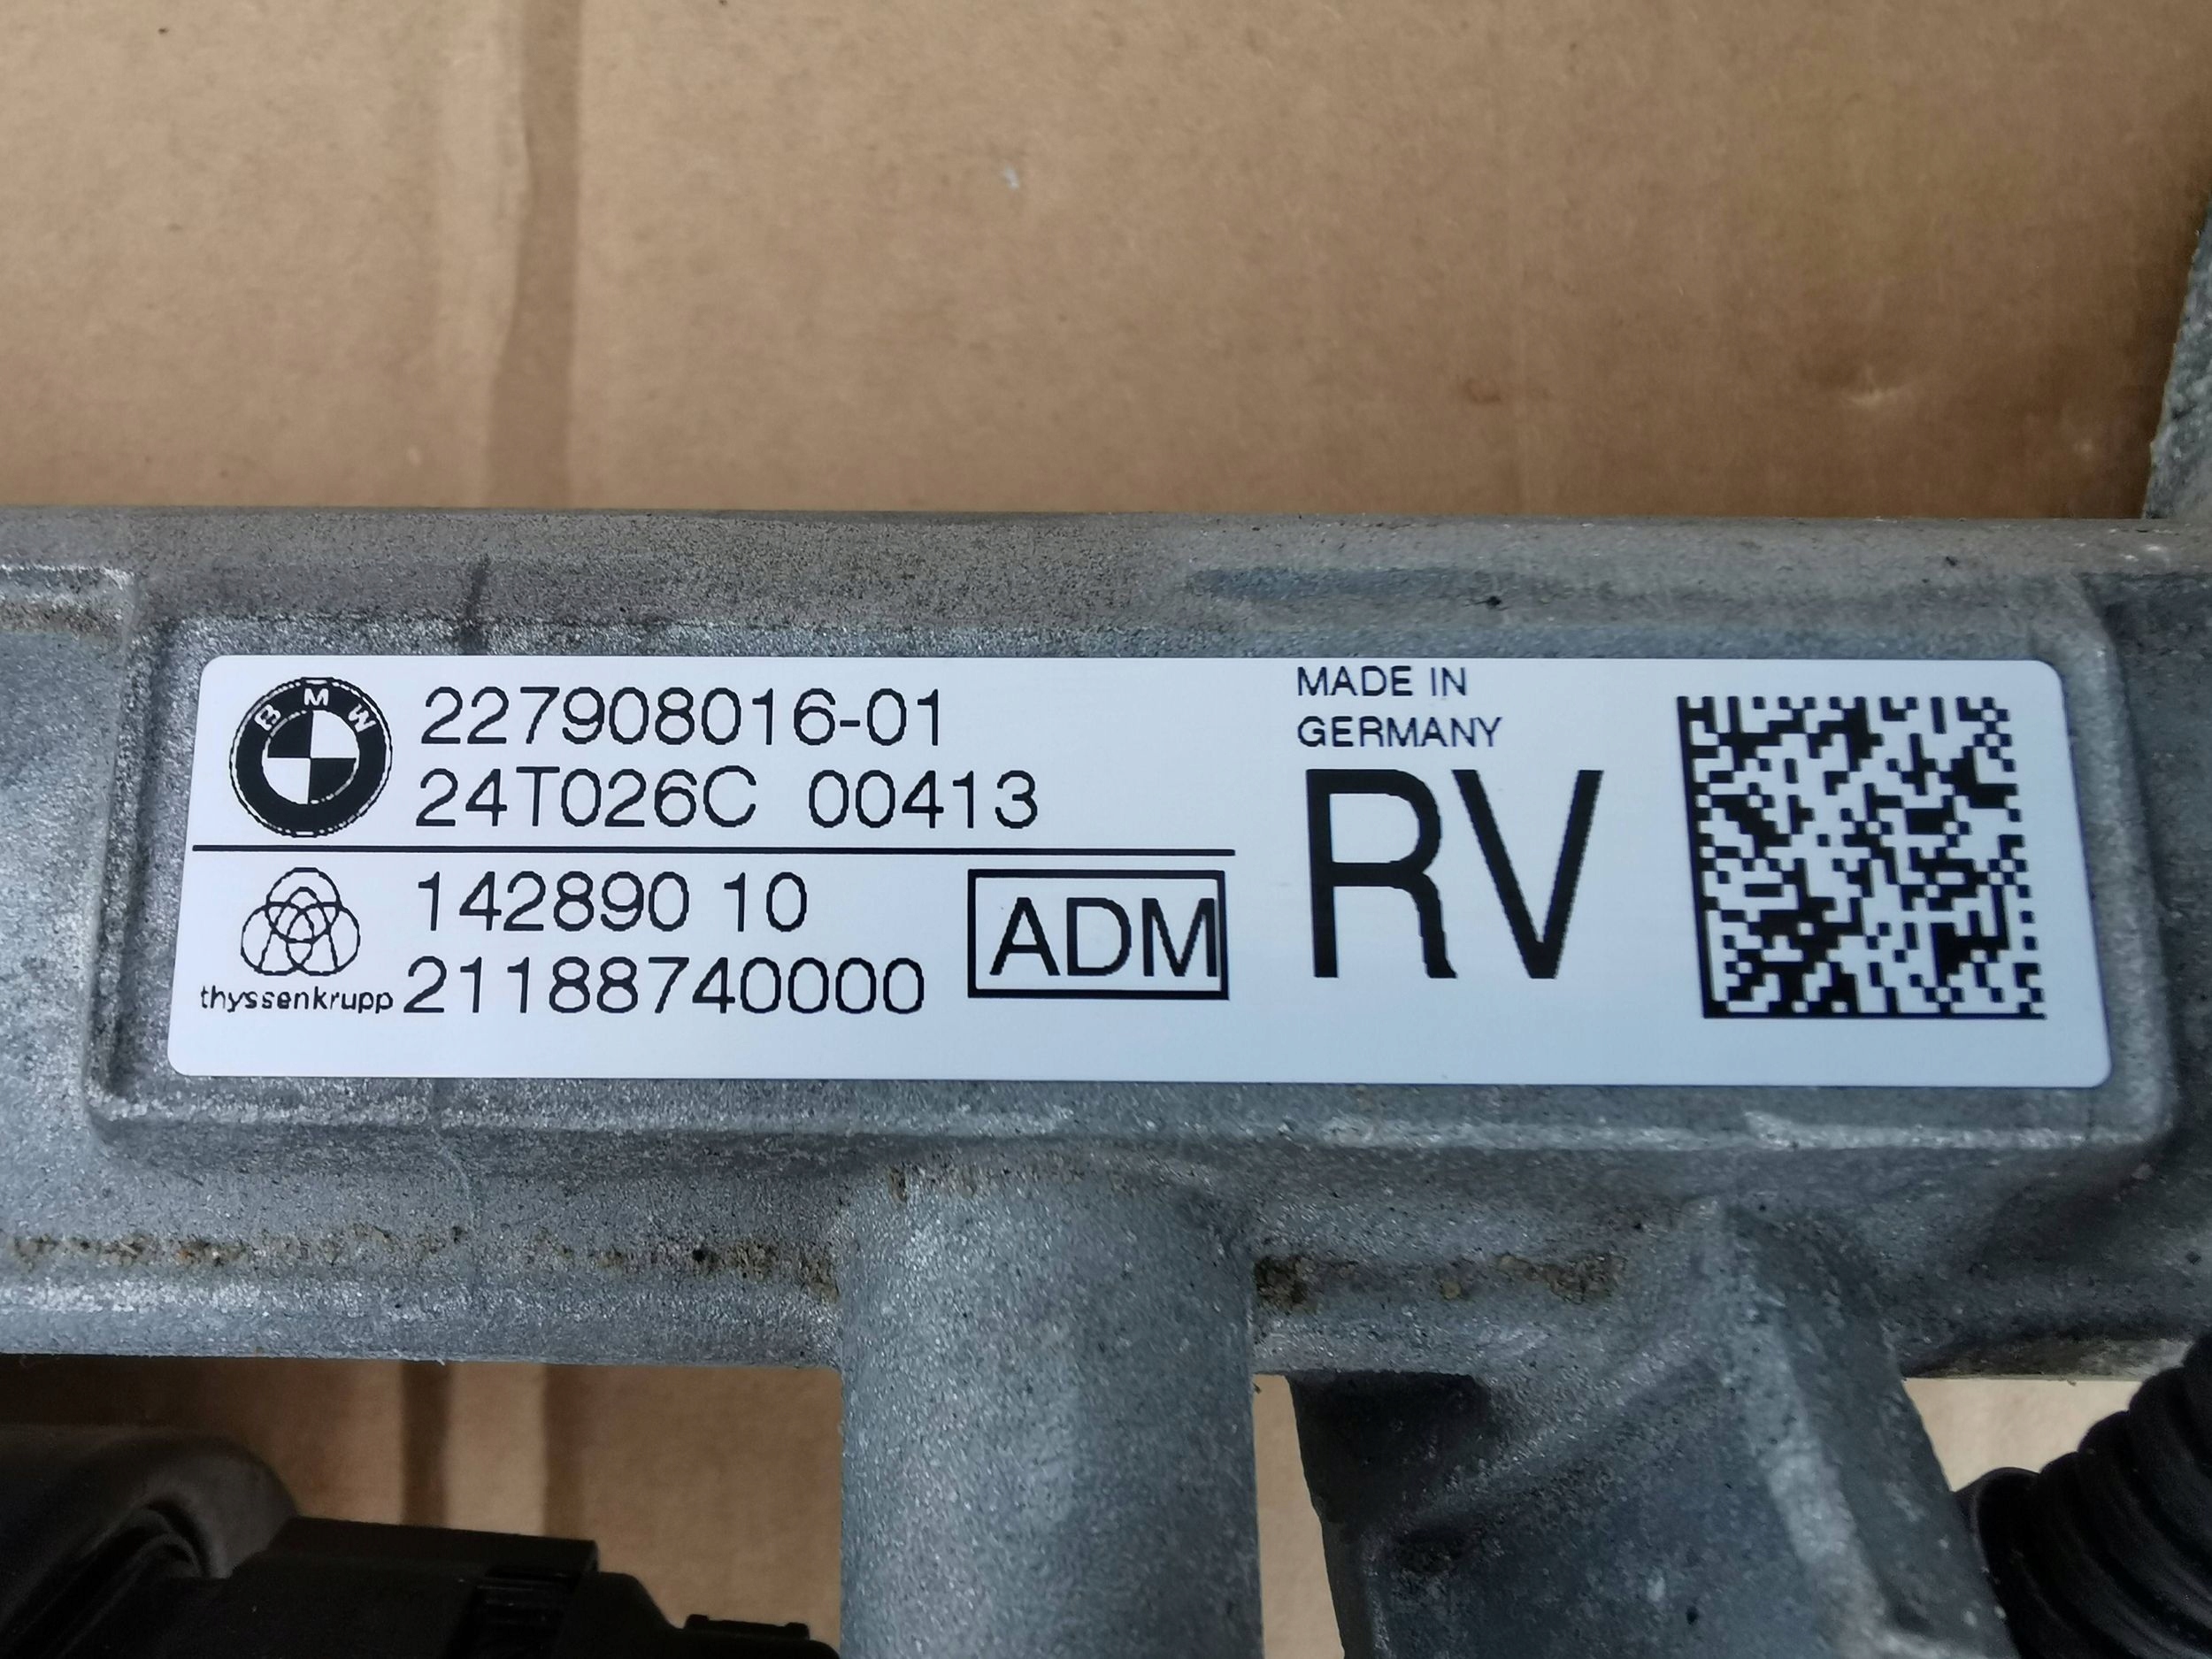 BMW
227908016-01
24T026C 00413
thyssenkrupp
142890 10
21188740000
ADM
MADE IN
GERMANY
RV